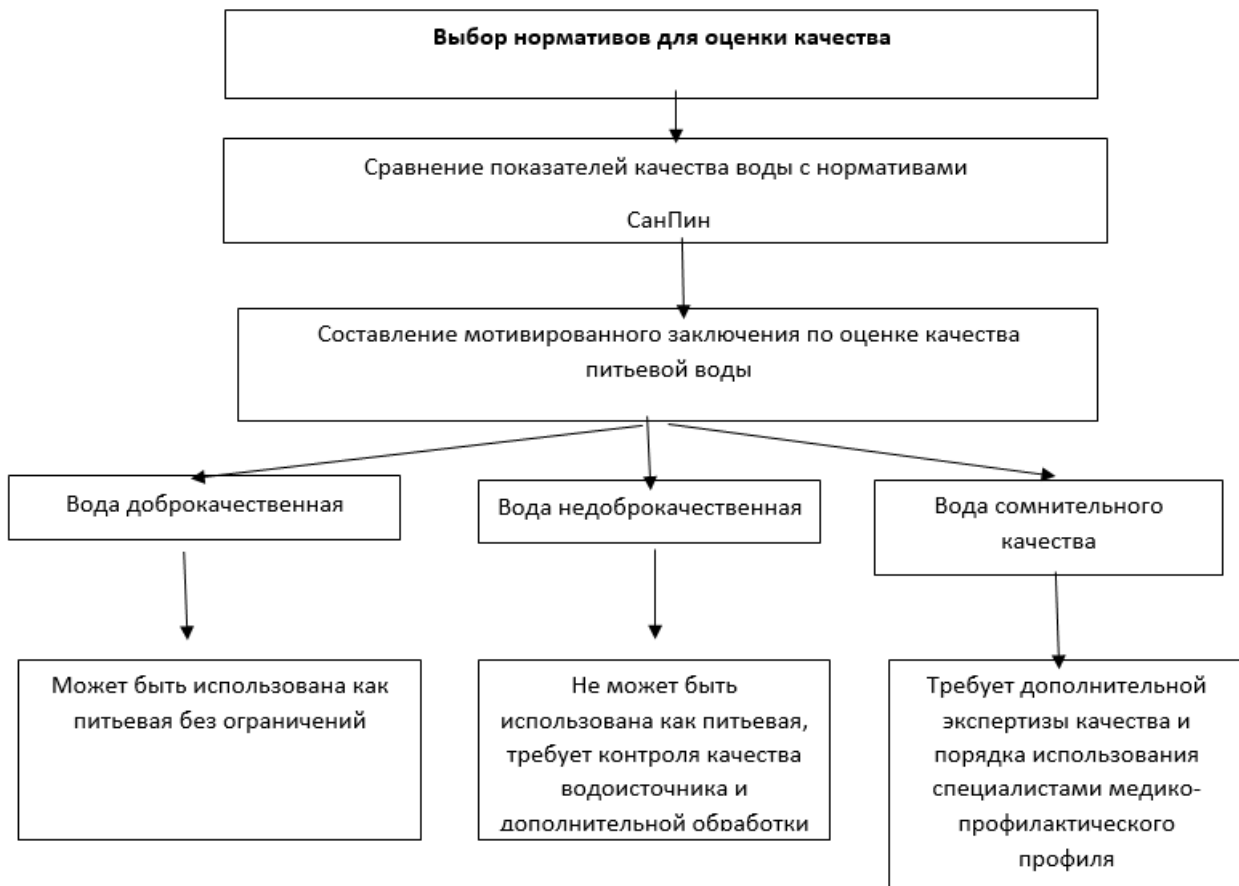 Выбор нормативов для оценки качества
Сравнение показателей качества воды с нормативами
СанПин
Составление мотивированного заключения по оценке качества
питьевой воды
Вода доброкачественная
Вода недоброкачественная
Вода сомнительного
качества
Может быть использована как
питьевая без ограничений
Не может быть
использована как питьевая,
требует контроля качества
водоисточника и
дополнительной обработки
Требует дополнительной
экспертизы качества и
порядка использования
специалистами медико-
профилактического
профиля